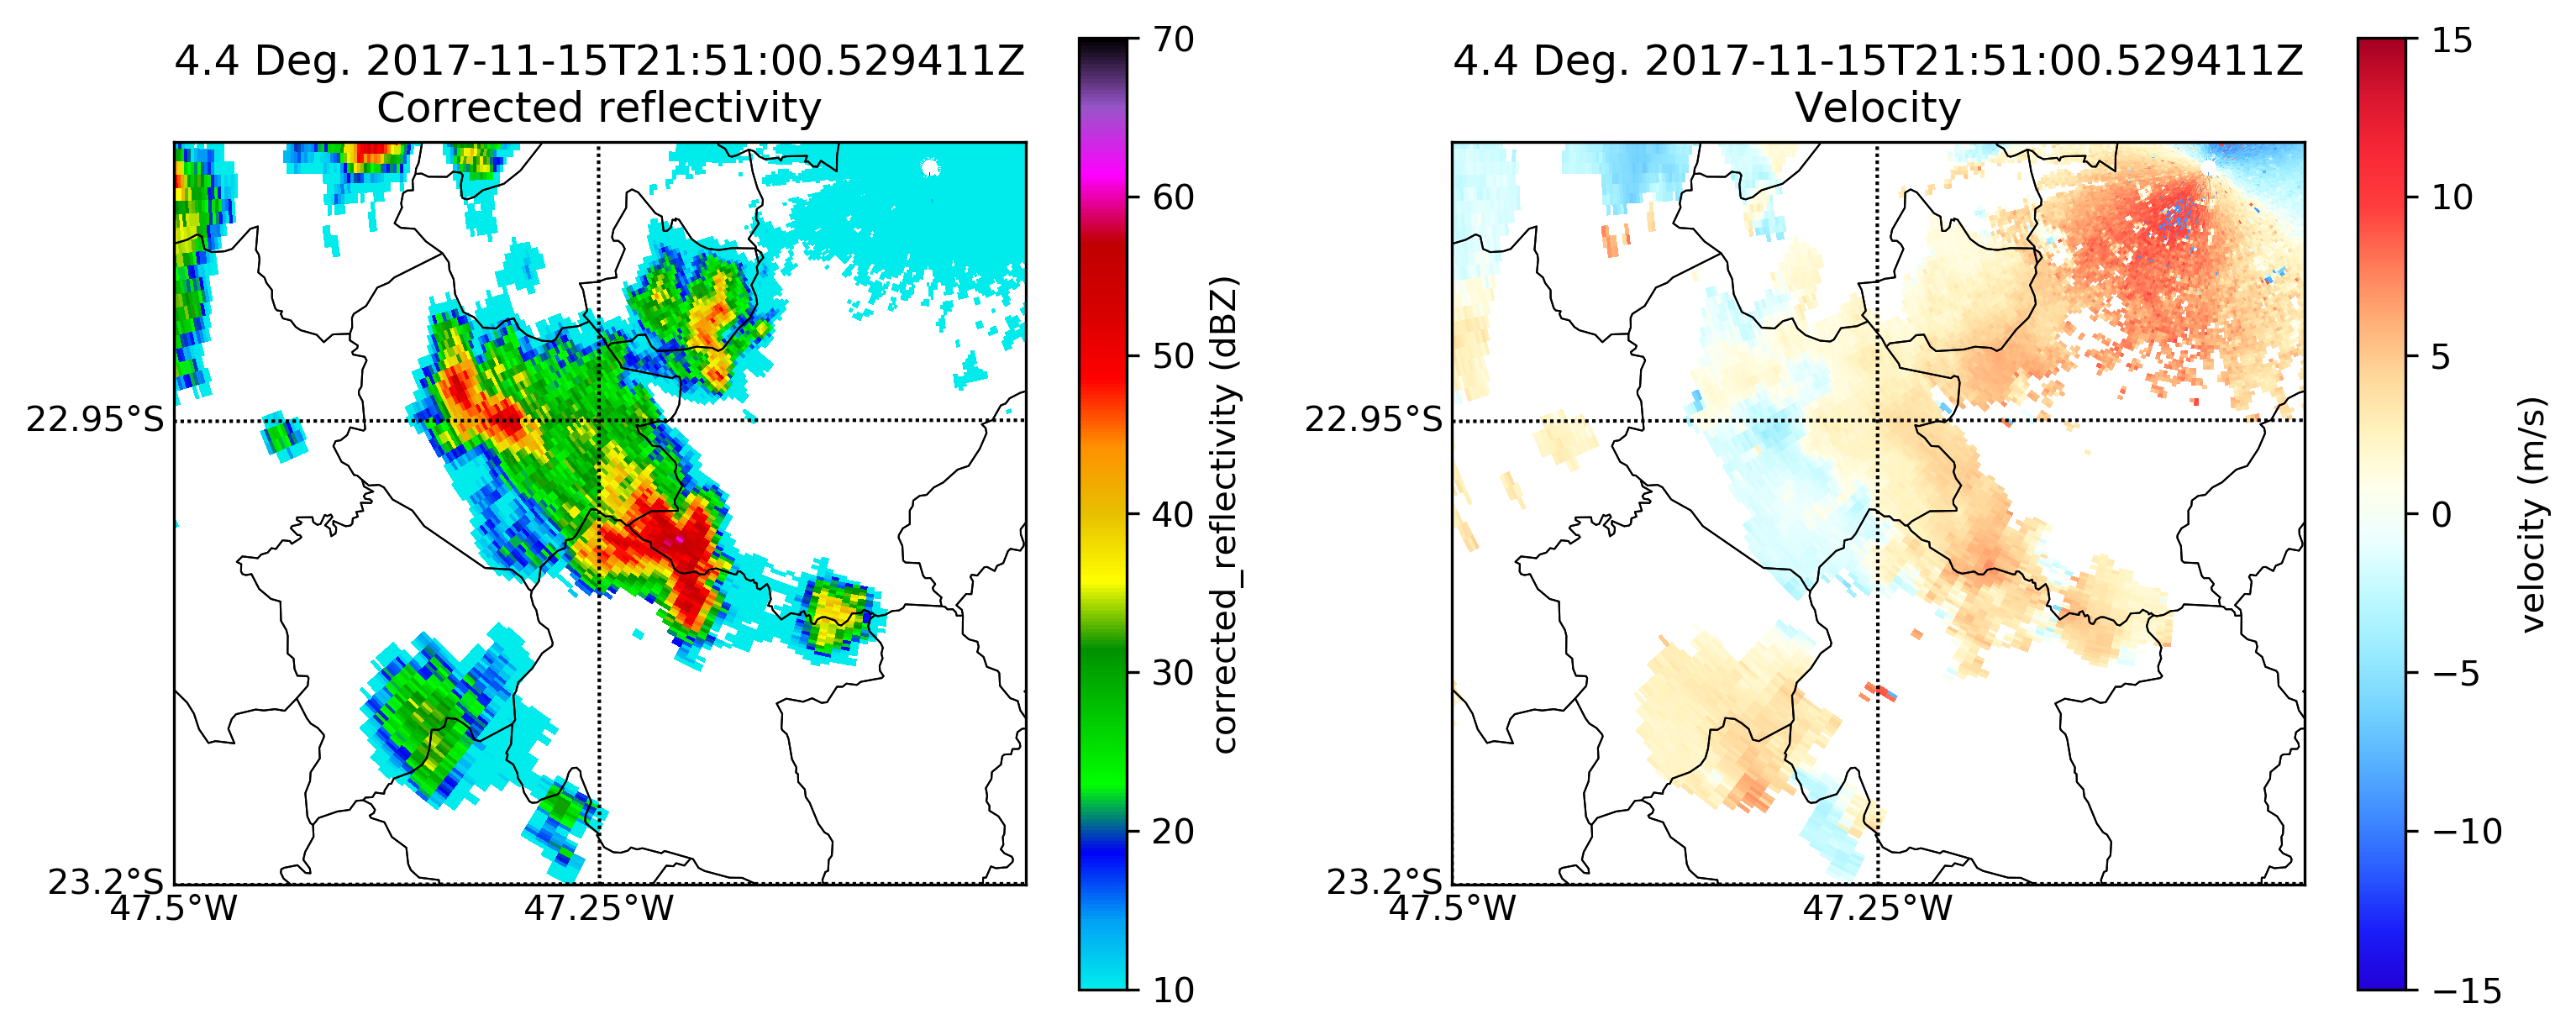 4.4 Deg. 2017-11-15T21:51:00.529411Z
Corrected reflectivity
22.95°S
23.2°S
47.5°W
47.25°W
70
60
50
40
30
20
10
corrected_reflectivity (dBZ)
4.4 Deg. 2017-11-15T21:51:00.529411Z
Velocity
22.95°S
23.2°S
47.5°W
47.25°W
15
10
5
0
−5
−10
−15
velocity (m/s)